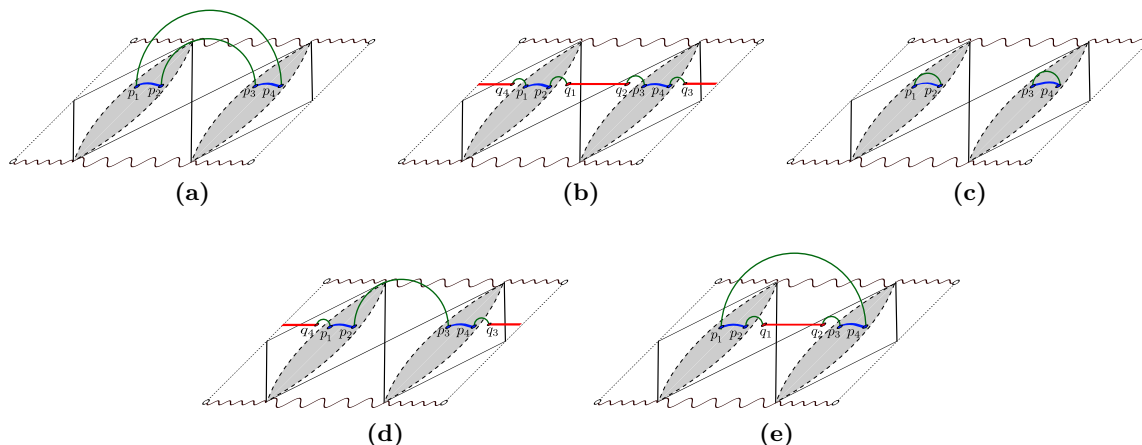 p₁ p₂ p₃ p₄
q₄ p₁ p₂ q₁ q₂ p₃ p₄ q₃
p₁ p₂ p₃ p₄
(a) (b) (c)
q₄ p₁ p₂ p₃ p₄ q₃
p₁ p₂ q₁ q₂ p₃ p₄
(d) (e)